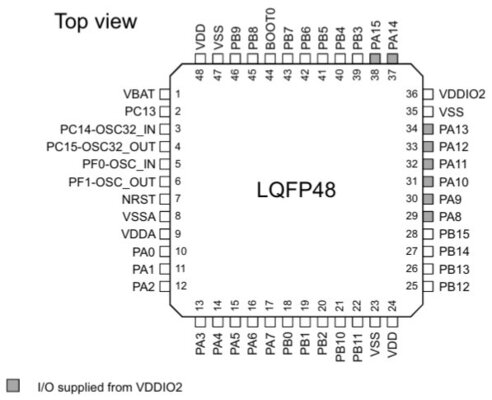 Top view
VDD
VSS
PB9
PB8
BOOT0
PB7
PB6
PB5
PB4
PB3
PA15
PA14
48 47 46 45 44 43 42 41 40 39 38 37
VBAT 1
PC13 2
PC14-OSC32_IN 3
PC15-OSC32_OUT 4
PF0-OSC_IN 5
PF1-OSC_OUT 6
NRST 7
VSSA 8
VDDA 9
PA0 10
PA1 11
PA2 12
LQFP48
36 VDDIO2
35 VSS
34 PA13
33 PA12
32 PA11
31 PA10
30 PA9
29 PA8
28 PB15
27 PB14
26 PB13
25 PB12
13 14 15 16 17 18 19 20 21 22 23 24
PA3
PA4
PA5
PA6
PA7
PB0
PB1
PB2
PB10
PB11
VSS
VDD
I/O supplied from VDDIO2